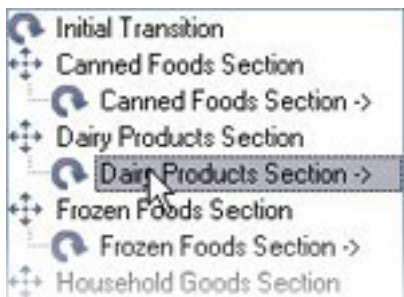 Initial Transition
Canned Foods Section
Canned Foods Section ->
Dairy Products Section
Dairy Products Section ->
Frozen Foods Section
Frozen Foods Section ->
Household Goods Section